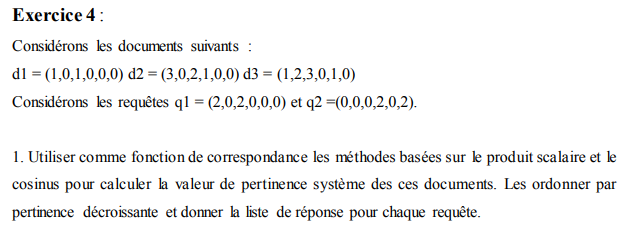 Exercice 4 :
Considérons les documents suivants :
d1 = (1,0,1,0,0,0) d2 = (3,0,2,1,0,0) d3 = (1,2,3,0,1,0)
Considérons les requêtes q1 = (2,0,2,0,0,0) et q2 =(0,0,0,2,0,2).
1. Utiliser comme fonction de correspondance les méthodes basées sur le produit scalaire et le
cosinus pour calculer la valeur de pertinence système des ces documents. Les ordonner par
pertinence décroissante et donner la liste de réponse pour chaque requête.